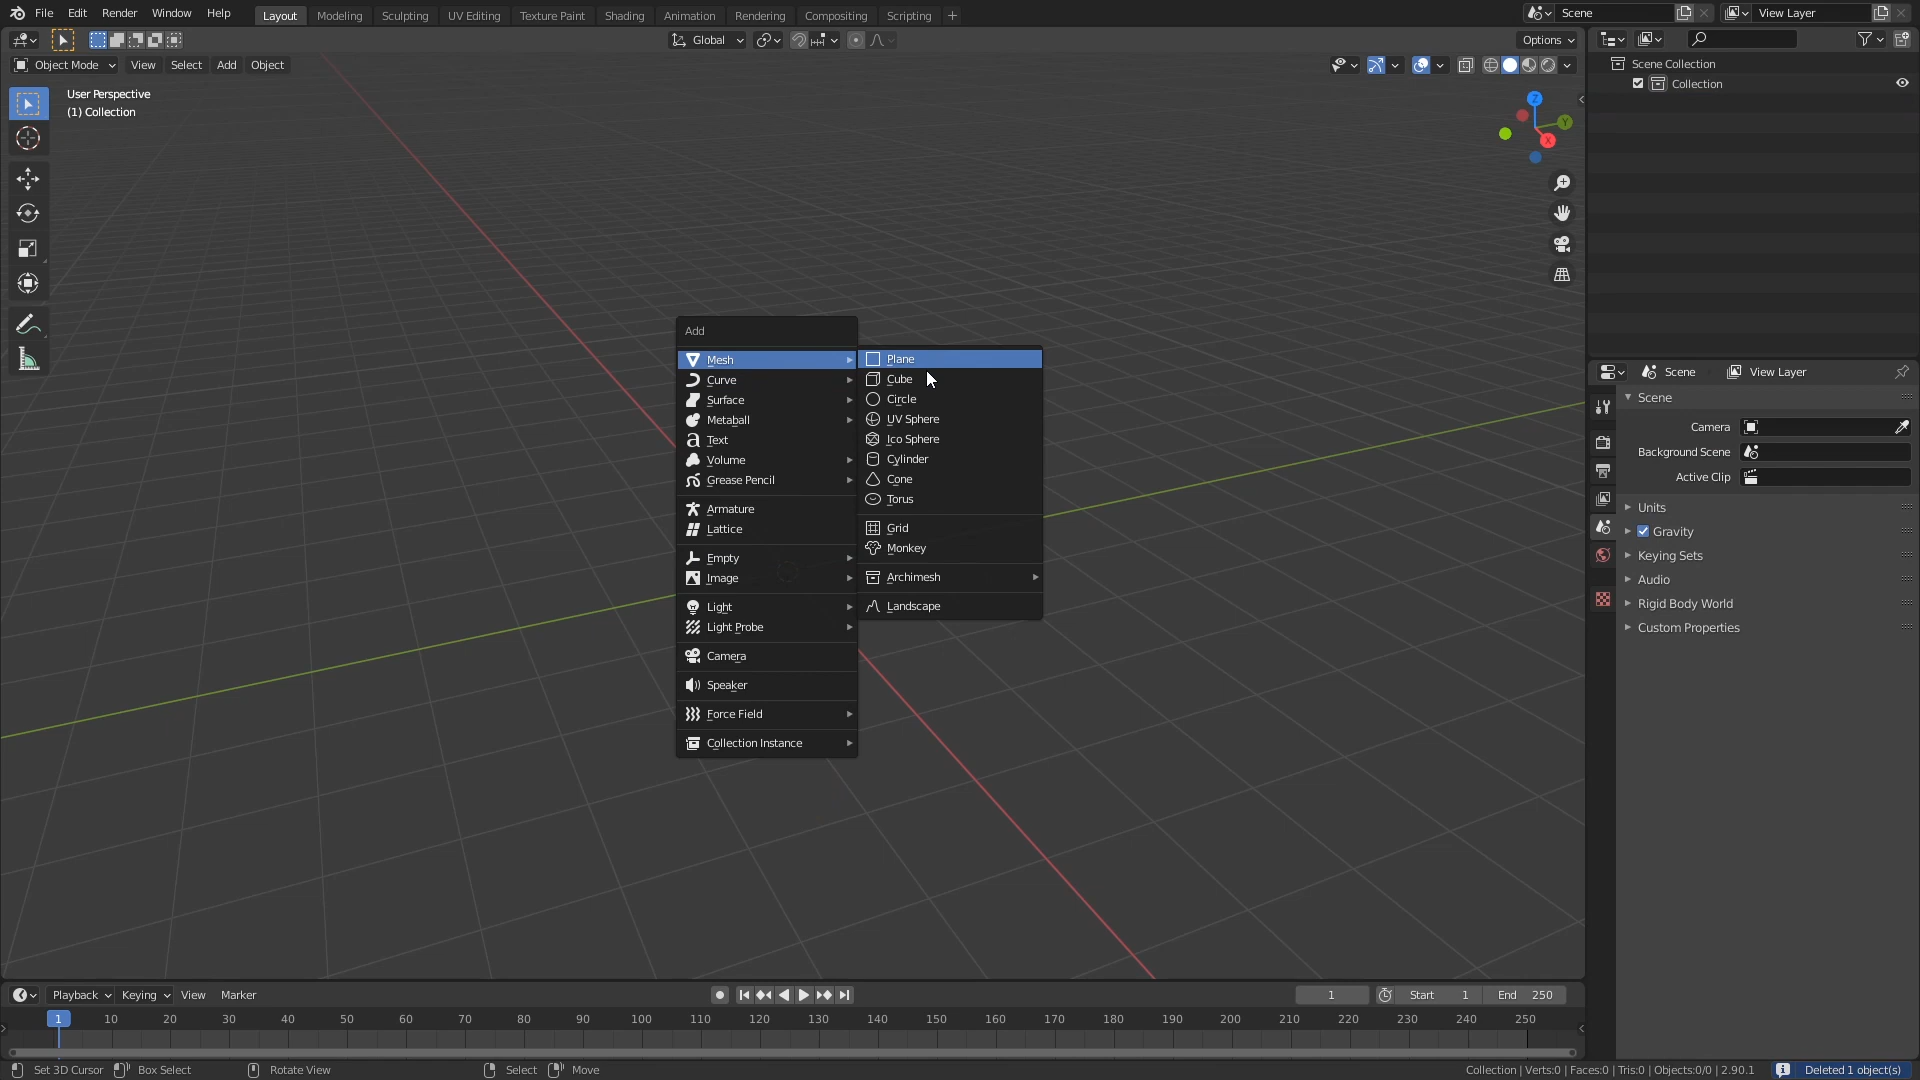 File Edit Render Window Help Layout Modeling Sculpting UV Editing Texture Paint Shading Animation Rendering Compositing Scripting + Scene View Layer
Global Options
Object Mode View Select Add Object
User Perspective
(1) Collection
Z
Y
X
Scene Collection
Collection
Add
Mesh
Curve
Surface
Metaball
Text
Volume
Grease Pencil
Armature
Lattice
Empty
Image
Light
Light Probe
Camera
Speaker
Force Field
Collection Instance
Plane
Cube
Circle
UV Sphere
Ico Sphere
Cylinder
Cone
Torus
Grid
Monkey
Archimesh
Landscape
Scene View Layer
Scene
Camera
Background Scene
Active Clip
Units
Gravity
Keying Sets
Audio
Rigid Body World
Custom Properties
Playback Keying View Marker 1 Start 1 End 250
1 10 20 30 40 50 60 70 80 90 100 110 120 130 140 150 160 170 180 190 200 210 220 230 240 250
Set 3D Cursor Box Select Rotate View Select Move Collection | Verts:0 | Faces:0 | Tris:0 | Objects:0/0 | 2.90.1 Deleted 1 object(s)